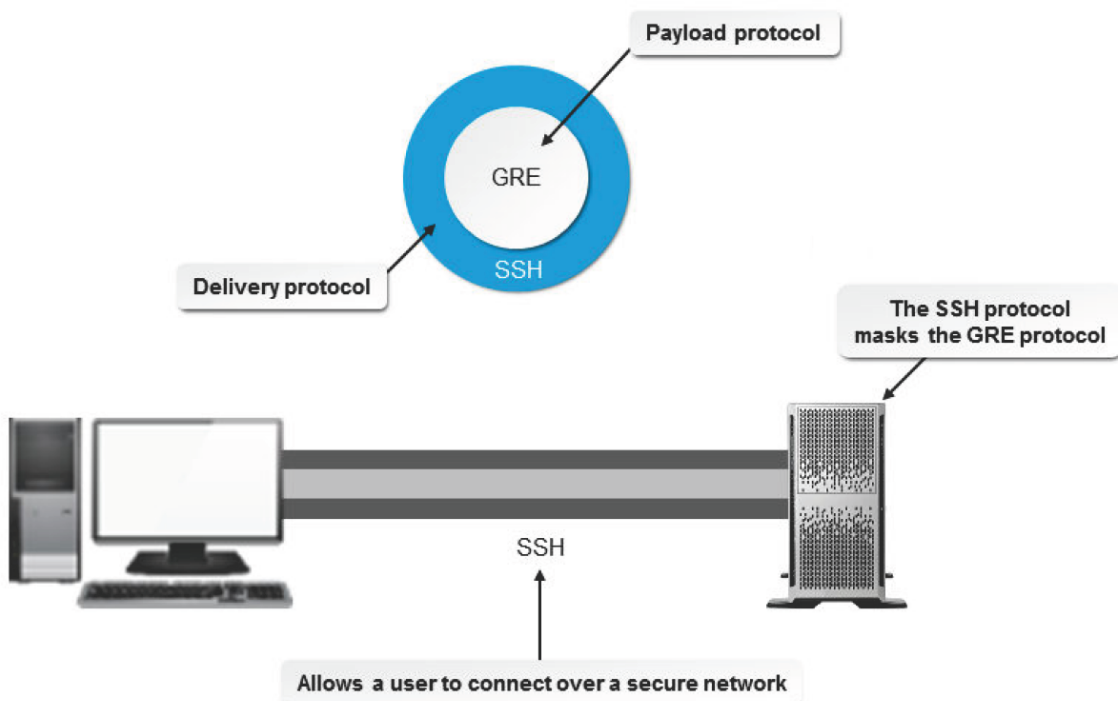 Payload protocol
GRE
SSH
Delivery protocol
The SSH protocol
masks the GRE protocol
SSH
Allows a user to connect over a secure network